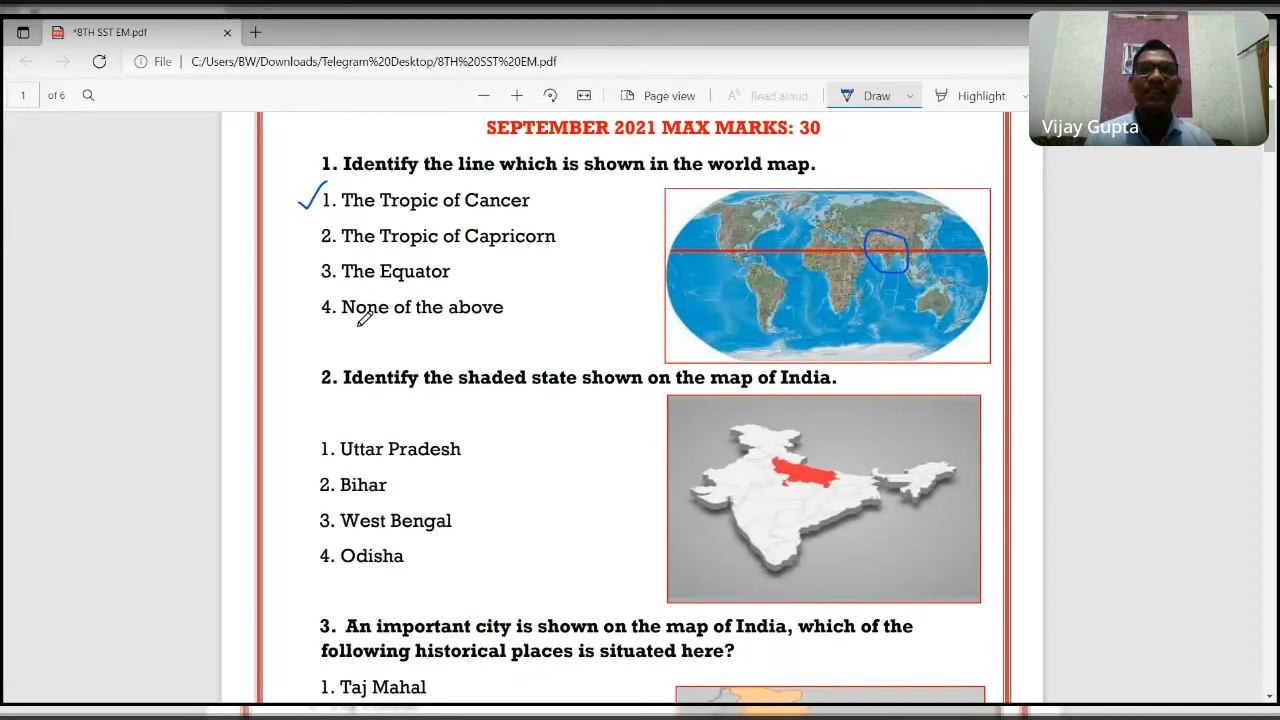 *8TH SST EM.pdf
File C:/Users/BW/Downloads/Telegram%20Desktop/8TH%20SST%20EM.pdf
1 of 6 Page view Read aloud Draw Highlight
Vijay Gupta
SEPTEMBER 2021 MAX MARKS: 30
1. Identify the line which is shown in the world map.
1. The Tropic of Cancer
2. The Tropic of Capricorn
3. The Equator
4. None of the above
2. Identify the shaded state shown on the map of India.
1. Uttar Pradesh
2. Bihar
3. West Bengal
4. Odisha
3. An important city is shown on the map of India, which of the
following historical places is situated here?
1. Taj Mahal